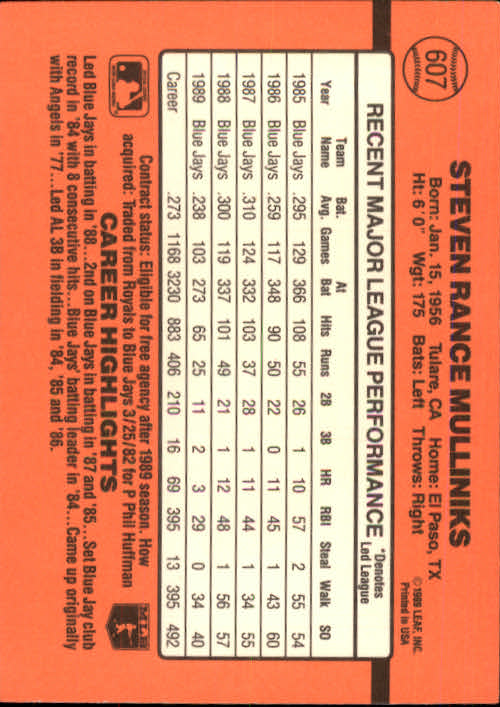 607
STEVEN RANCE MULLINIKS
©1989 LEAF, INC.
Printed in USA
Born: Jan. 15, 1956 Tulare, CA Home: El Paso, TX
Ht: 6' 0" Wgt: 175 Bats: Left Throws: Right
RECENT MAJOR LEAGUE PERFORMANCE *Denotes Led League
Year Team Name Bat. Avg. Games At Bat Hits Runs 2B 3B HR RBI Steal Walk SO
1985 Blue Jays .295 129 366 108 55 26 1 10 57 2 55 54
1986 Blue Jays .259 117 348 90 50 22 0 11 45 1 43 60
1987 Blue Jays .310 124 332 103 37 28 1 11 44 1 34 55
1988 Blue Jays .300 119 337 101 49 21 1 12 48 1 56 57
1989 Blue Jays .238 103 273 65 25 11 2 3 29 0 34 40
Career .273 1168 3230 883 406 210 16 69 395 13 395 492
Contract status: Eligible for free agency after 1989 season. How
acquired: Traded from Royals to Blue Jays 3/25/82 for P Phil Huffman
CAREER HIGHLIGHTS
Led Blue Jays in batting in '88...2nd on Blue Jays in batting in '87 and '85...Set Blue Jay club
record in '84 with 8 consecutive hits...Blue Jays' batting leader in '84...Came up originally
with Angels in '77...Led AL 3B in fielding in '84, '85 and '86.